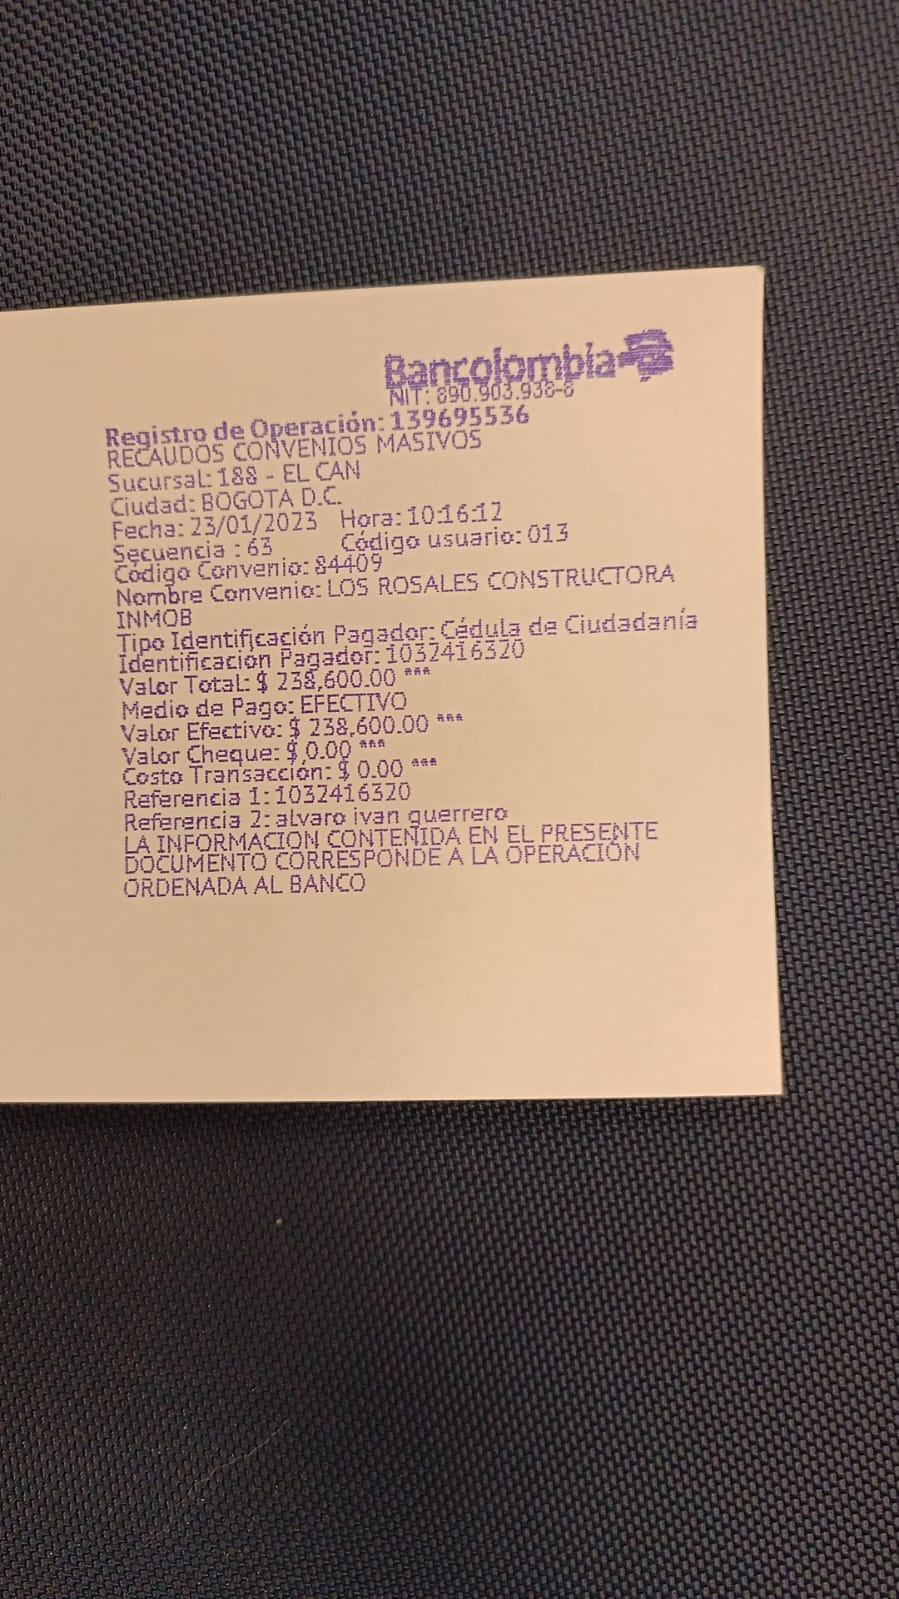 Bancolombia
NIT: 890.903.938-8
Registro de Operación: 139695536
RECAUDOS CONVENIOS MASIVOS
Sucursal: 188 - EL CAN
Ciudad: BOGOTA D.C.
Fecha: 23/01/2023 Hora: 10:16:12
Secuencia : 63 Código usuario: 013
Código Convenio: 84409
Nombre Convenio: LOS ROSALES CONSTRUCTORA
INMOB
Tipo Identificación Pagador: Cédula de Ciudadanía
Identificación Pagador: 1032416320
Valor Total: $ 238,600.00 ***
Medio de Pago: EFECTIVO
Valor Efectivo: $ 238,600.00 ***
Valor Cheque: $ 0.00 ***
Costo Transacción: $ 0.00 ***
Referencia 1: 1032416320
Referencia 2: alvaro ivan guerrero
LA INFORMACION CONTENIDA EN EL PRESENTE
DOCUMENTO CORRESPONDE A LA OPERACIÓN
ORDENADA AL BANCO